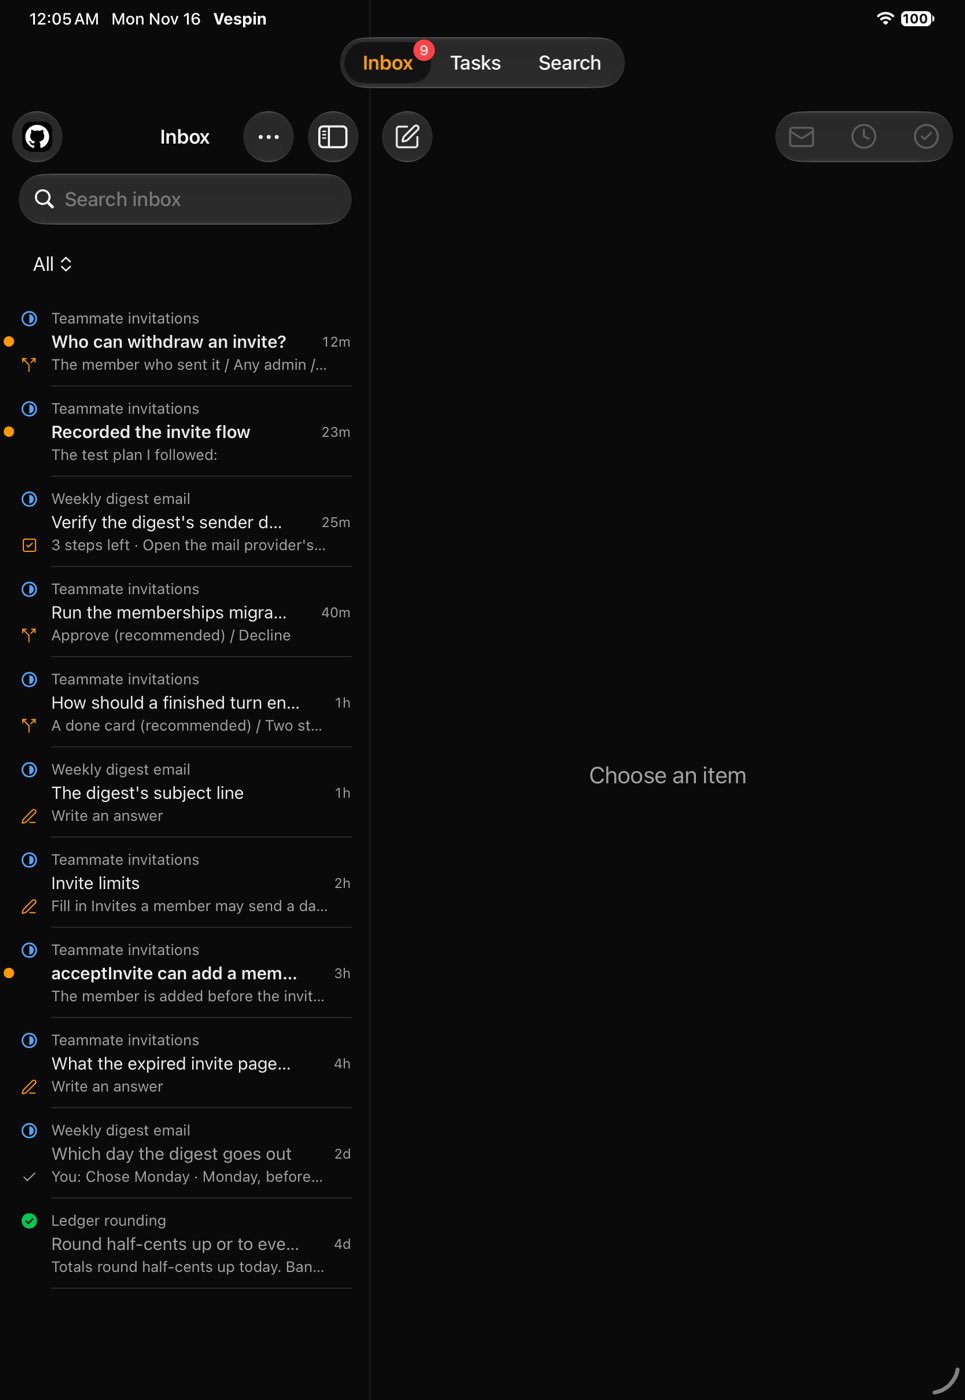 12:05 AM Mon Nov 16 Vespin
100
Inbox 9 Tasks Search
Inbox
Search inbox
All
Teammate invitations
Who can withdraw an invite? 12m
The member who sent it / Any admin /...
Teammate invitations
Recorded the invite flow 23m
The test plan I followed:
Weekly digest email
Verify the digest's sender d... 25m
3 steps left · Open the mail provider's...
Teammate invitations
Run the memberships migra... 40m
Approve (recommended) / Decline
Teammate invitations
How should a finished turn en... 1h
A done card (recommended) / Two st...
Weekly digest email
The digest's subject line 1h
Write an answer
Teammate invitations
Invite limits 2h
Fill in Invites a member may send a da...
Teammate invitations
acceptInvite can add a mem... 3h
The member is added before the invit...
Teammate invitations
What the expired invite page... 4h
Write an answer
Weekly digest email
Which day the digest goes out 2d
You: Chose Monday · Monday, before...
Ledger rounding
Round half-cents up or to eve... 4d
Totals round half-cents up today. Ban...
Choose an item